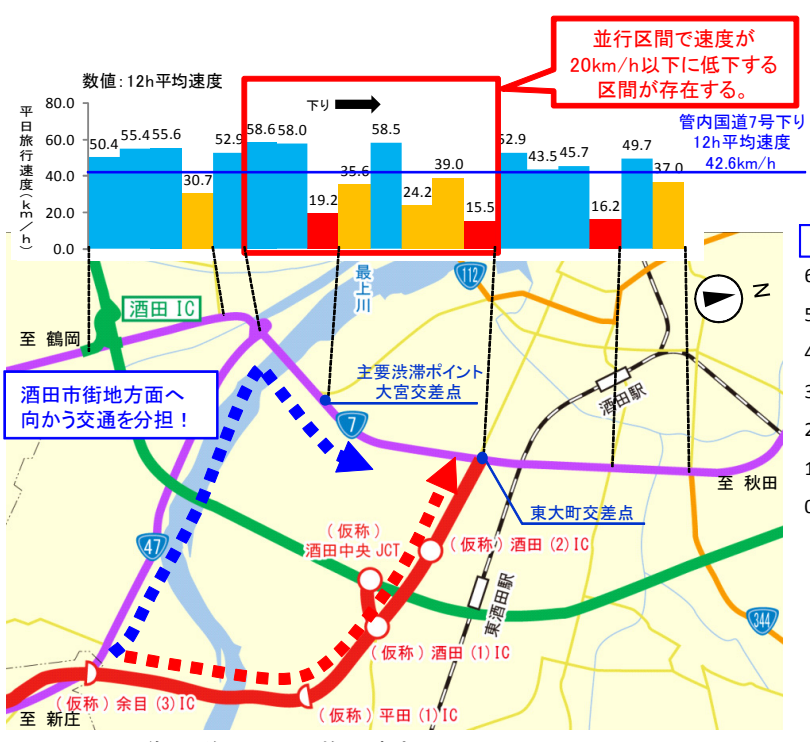 並行区間で速度が
20km/h以下に低下する
区間が存在する。
数値：12h平均速度
平日旅行速度(km/h)
80.0
60.0
40.0
20.0
0.0
下り
50.4
55.4
55.6
30.7
52.9
58.6
58.0
19.2
35.6
58.5
24.2
39.0
15.5
52.9
43.5
45.7
16.2
49.7
37.0
管内国道7号下り
12h平均速度
42.6km/h
最上川
112
N
酒田 IC
至 鶴岡
主要渋滞ポイント
大宮交差点
酒田駅
酒田市街地方面へ
向かう交通を分担！
7
至 秋田
東大町交差点
47
（仮称）
酒田中央 JCT
（仮称）酒田（2）IC
東酒田駅
344
（仮称）酒田（1）IC
（仮称）余目（3）IC
（仮称）平田（1）IC
至 新庄